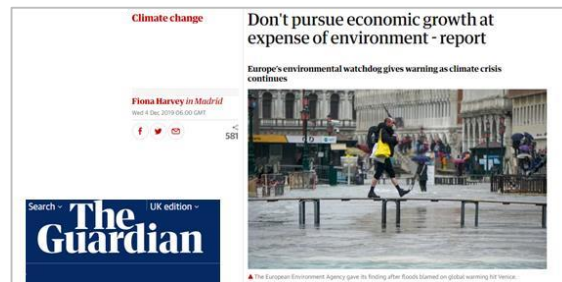 Climate change
Don't pursue economic growth at
expense of environment - report
Europe's environmental watchdog gives warning as climate crisis
continues
Fiona Harvey in Madrid
Wed 4 Dec 2019 06.00 GMT
581
Search
The
Guardian
UK edition
The European Environment Agency gave its finding after floods blamed on global warming hit Venice.